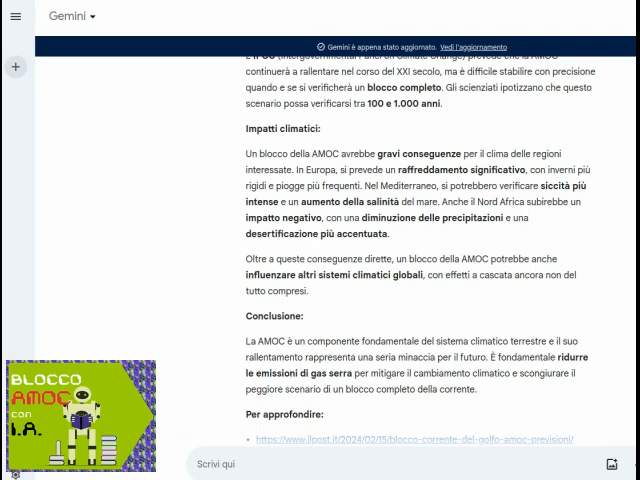 Gemini
Gemini è appena stato aggiornato. Vedi l'aggiornamento
continuerà a rallentare nel corso del XXI secolo, ma è difficile stabilire con precisione
quando e se si verificherà un blocco completo. Gli scienziati ipotizzano che questo
scenario possa verificarsi tra 100 e 1.000 anni.
Impatti climatici:
Un blocco della AMOC avrebbe gravi conseguenze per il clima delle regioni
interessate. In Europa, si prevede un raffreddamento significativo, con inverni più
rigidi e piogge più frequenti. Nel Mediterraneo, si potrebbero verificare siccità più
intense e un aumento della salinità del mare. Anche il Nord Africa subirebbe un
impatto negativo, con una diminuzione delle precipitazioni e una
desertificazione più accentuata.
Oltre a queste conseguenze dirette, un blocco della AMOC potrebbe anche
influenzare altri sistemi climatici globali, con effetti a cascata ancora non del
tutto compresi.
Conclusione:
La AMOC è un componente fondamentale del sistema climatico terrestre e il suo
rallentamento rappresenta una seria minaccia per il futuro. È fondamentale ridurre
le emissioni di gas serra per mitigare il cambiamento climatico e scongiurare il
peggiore scenario di un blocco completo della corrente.
Per approfondire:
https://www.ilpost.it/2024/02/15/blocco-corrente-del-golfo-amoc-previsioni/
Scrivi qui
BLOCCO
AMOC
con
I.A.